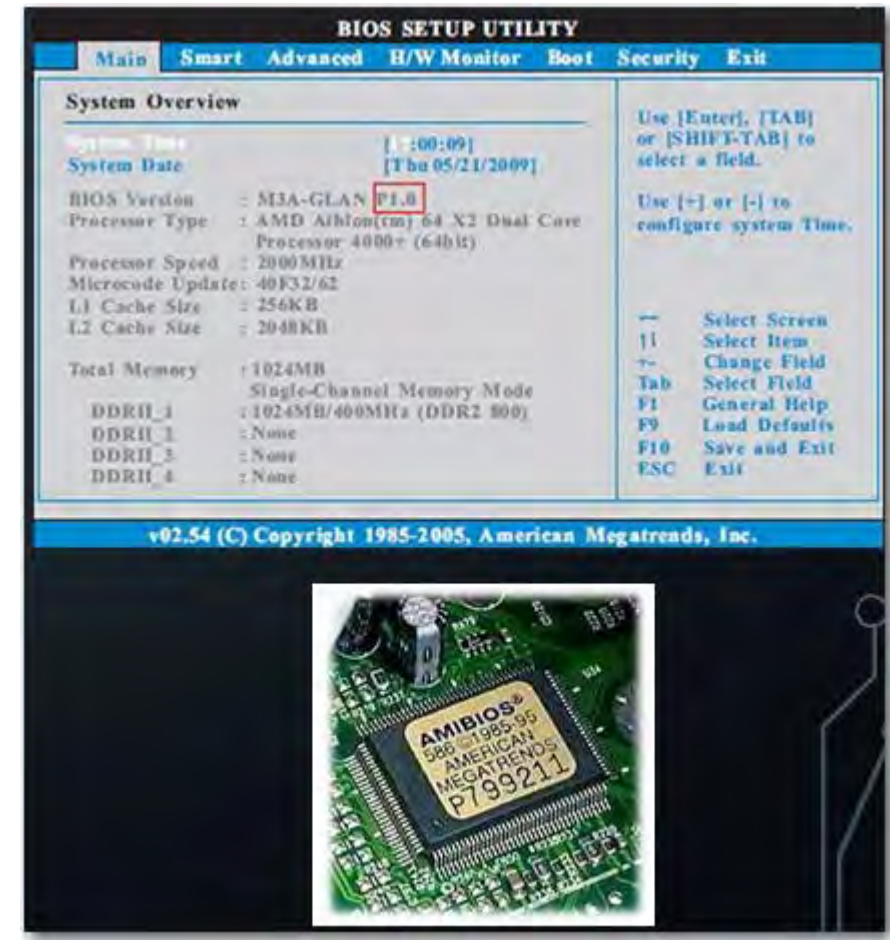 BIOS SETUP UTILITY
Main Smart Advanced H/W Monitor Boot Security Exit
System Overview
System Time [ :00:09]
System Date [Thu 05/21/2009]
BIOS Version : M3A-GLAN P1.0
Processor Type : AMD Athlon(tm) 64 X2 Dual Core
Processor 4000+ (64bit)
Processor Speed : 2000MHz
Microcode Update: 40F32/62
L1 Cache Size : 256KB
L2 Cache Size : 2048KB
Total Memory : 1024MB
Single-Channel Memory Mode
DDRII_1 : 1024MB/400MHz (DDR2 800)
DDRII_2 : None
DDRII_3 : None
DDRII_4 : None
Use [Enter], [TAB]
or [SHIFT-TAB] to
select a field.
Use [+] or [-] to
configure system Time.
Select Screen
↑↓ Select Item
+- Change Field
Tab Select Field
F1 General Help
F9 Load Defaults
F10 Save and Exit
ESC Exit
v02.54 (C) Copyright 1985-2005, American Megatrends, Inc.
AMIBIOS®
586 ©1985-95
AMERICAN
MEGATRENDS
P799211